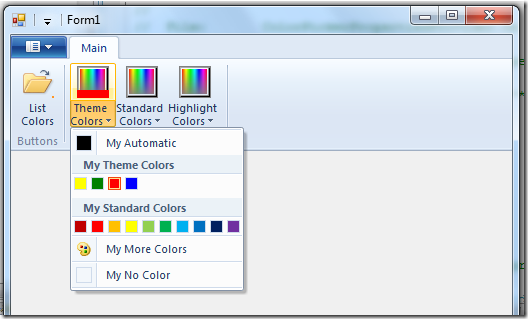 Form1
Main
List Colors
Theme Colors
Standard Colors
Highlight Colors
Buttons
My Automatic
My Theme Colors
My Standard Colors
My More Colors
My No Color